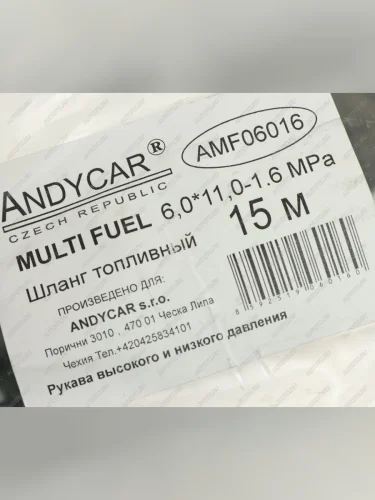 ANDYCAR®
CZECH REPUBLIC
AMF06016
MULTI FUEL 6,0*11,0-1.6 MPa
Шланг топливный
15 м
ПРОИЗВЕДЕНО ДЛЯ:
ANDYCAR s.r.o.
Порични 3010 , 470 01 Ческа Липа
Чехия Тел.+420425834101
Рукава высокого и низкого давления